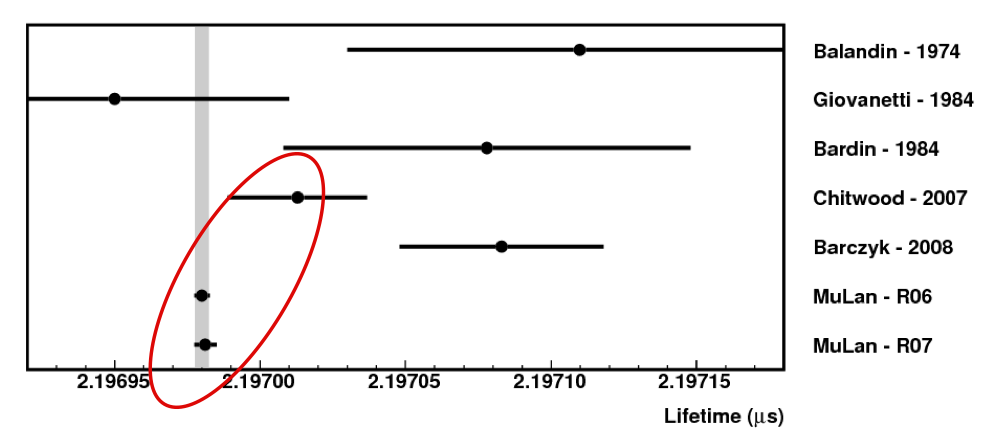 Balandin - 1974
Giovanetti - 1984
Bardin - 1984
Chitwood - 2007
Barczyk - 2008
MuLan - R06
MuLan - R07
2.19695 2.19700 2.19705 2.19710 2.19715
Lifetime (μs)